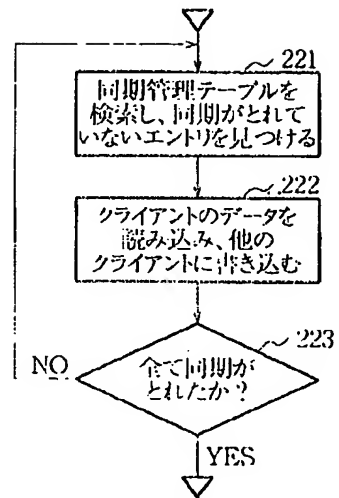 221
同期管理テーブルを
検索し、同期がとれて
いないエントリを見つける
222
クライアントのデータを
読み込み、他の
クライアントに書き込む
223
全て同期が
とれたか?
NO
YES